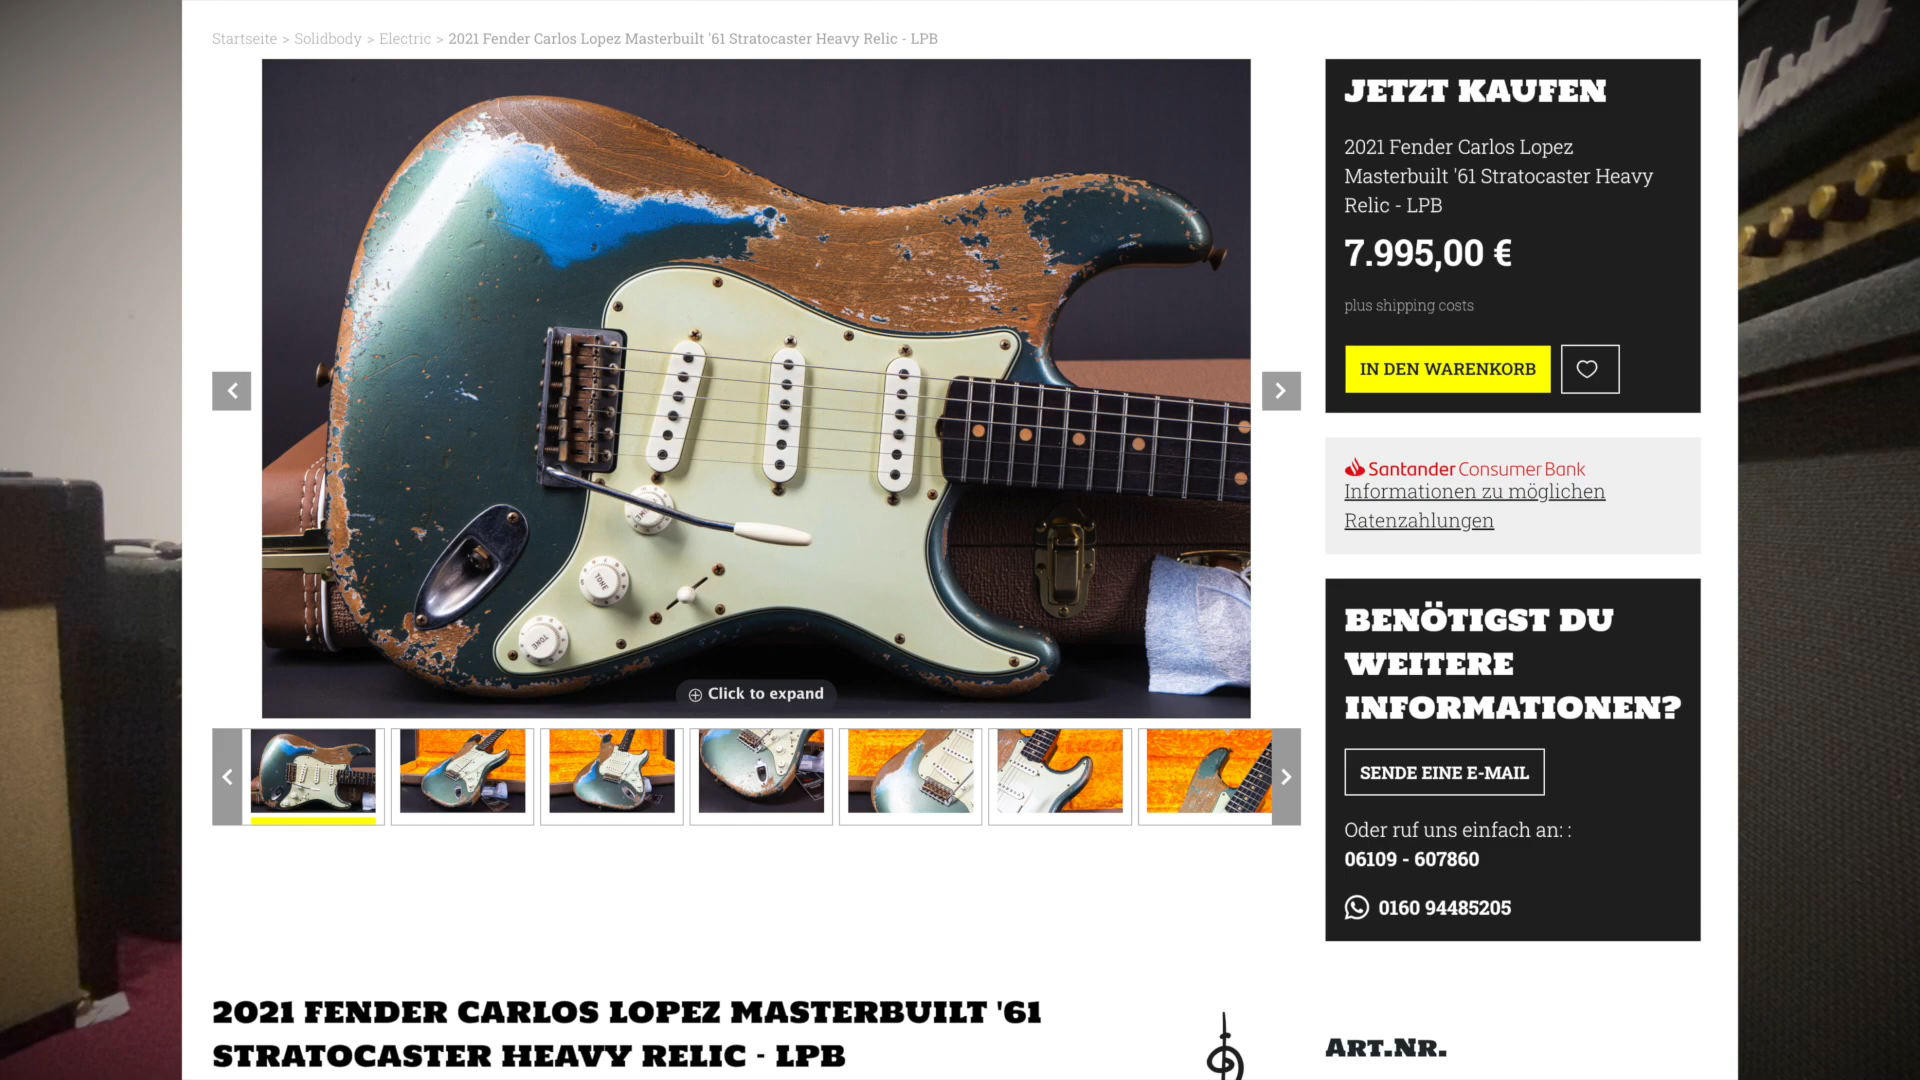 Startseite > Solidbody > Electric > 2021 Fender Carlos Lopez Masterbuilt '61 Stratocaster Heavy Relic - LPB
TONE
TONE
Click to expand
JETZT KAUFEN
2021 Fender Carlos Lopez
Masterbuilt '61 Stratocaster Heavy
Relic - LPB
7.995,00 €
plus shipping costs
IN DEN WARENKORB
Santander Consumer Bank
Informationen zu möglichen
Ratenzahlungen
BENÖTIGST DU
WEITERE
INFORMATIONEN?
SENDE EINE E-MAIL
Oder ruf uns einfach an: :
06109 - 607860
0160 94485205
2021 FENDER CARLOS LOPEZ MASTERBUILT '61
STRATOCASTER HEAVY RELIC - LPB
ART.NR.
Marshall